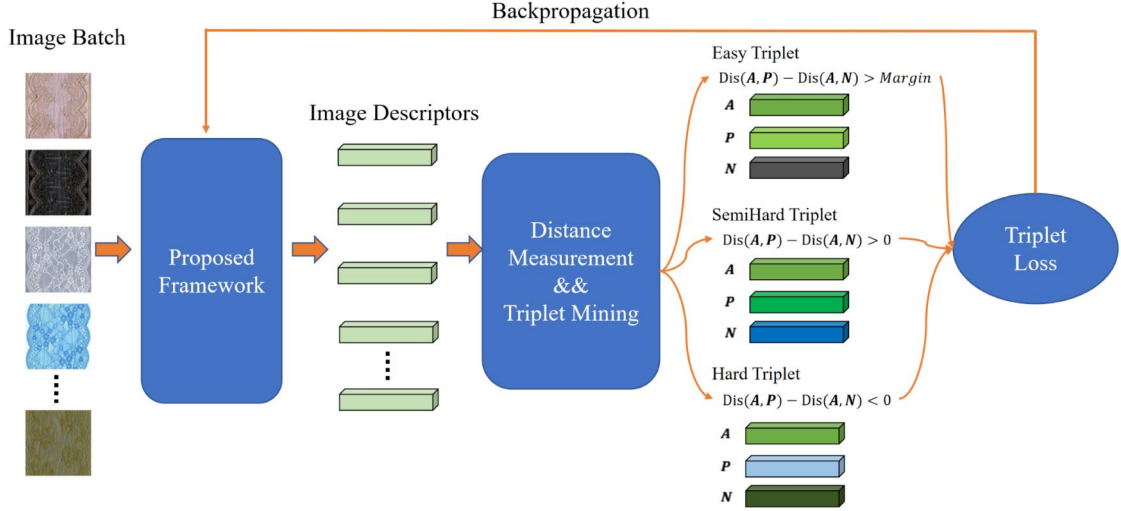 Backpropagation
Image Batch
Proposed
Framework
Image Descriptors
Distance
Measurement
&&
Triplet Mining
Easy Triplet
Dis(A, P) − Dis(A, N) > Margin
A
P
N
SemiHard Triplet
Dis(A, P) − Dis(A, N) > 0
A
P
N
Hard Triplet
Dis(A, P) − Dis(A, N) < 0
A
P
N
Triplet
Loss